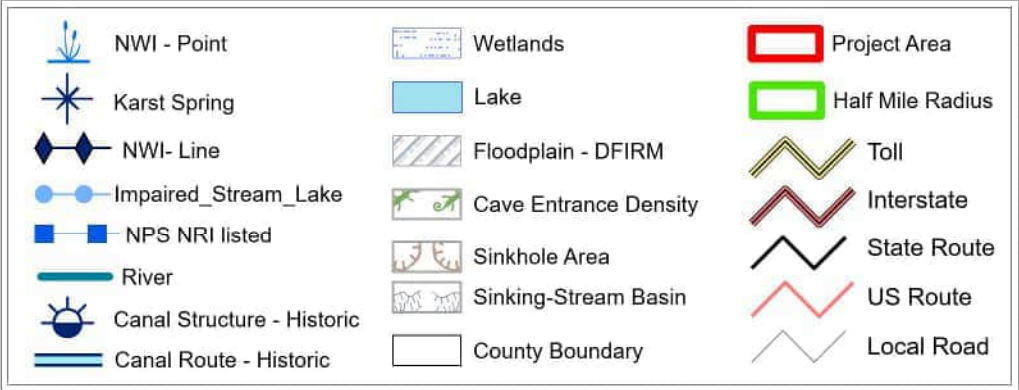 NWI - Point
Karst Spring
NWI- Line
Impaired_Stream_Lake
NPS NRI listed
River
Canal Structure - Historic
Canal Route - Historic
Wetlands
Lake
Floodplain - DFIRM
Cave Entrance Density
Sinkhole Area
Sinking-Stream Basin
County Boundary
Project Area
Half Mile Radius
Toll
Interstate
State Route
US Route
Local Road